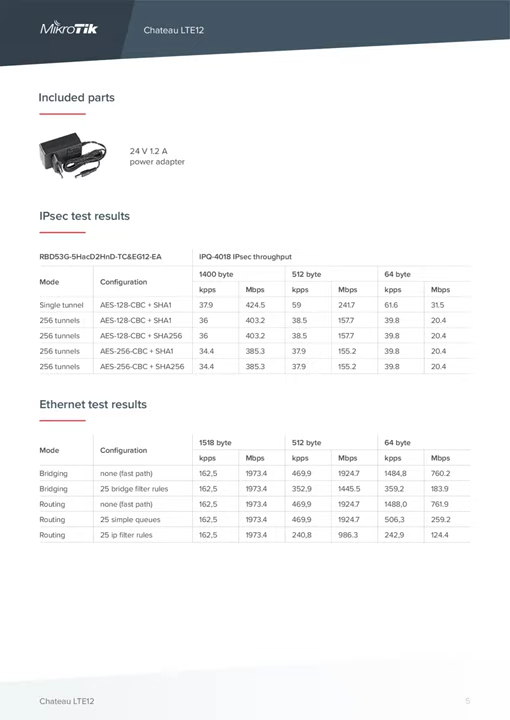 MikroTik
Chateau LTE12
Included parts
24 V 1.2 A
power adapter
IPsec test results
RBD53G-5HacD2HnD-TC&EG12-EA IPQ-4018 IPsec throughput
Mode Configuration 1400 byte 512 byte 64 byte
kpps Mbps kpps Mbps kpps Mbps
Single tunnel AES-128-CBC + SHA1 37.9 424.5 59 241.7 61.6 31.5
256 tunnels AES-128-CBC + SHA1 36 403.2 38.5 157.7 39.8 20.4
256 tunnels AES-128-CBC + SHA256 36 403.2 38.5 157.7 39.8 20.4
256 tunnels AES-256-CBC + SHA1 34.4 385.3 37.9 155.2 39.8 20.4
256 tunnels AES-256-CBC + SHA256 34.4 385.3 37.9 155.2 39.8 20.4
Ethernet test results
Mode Configuration 1518 byte 512 byte 64 byte
kpps Mbps kpps Mbps kpps Mbps
Bridging none (fast path) 162,5 1973.4 469,9 1924.7 1484,8 760.2
Bridging 25 bridge filter rules 162,5 1973.4 352,9 1445.5 359,2 183.9
Routing none (fast path) 162,5 1973.4 469,9 1924.7 1488,0 761.9
Routing 25 simple queues 162,5 1973.4 469,9 1924.7 506,3 259.2
Routing 25 ip filter rules 162,5 1973.4 240,8 986.3 242,9 124.4
Chateau LTE12 5